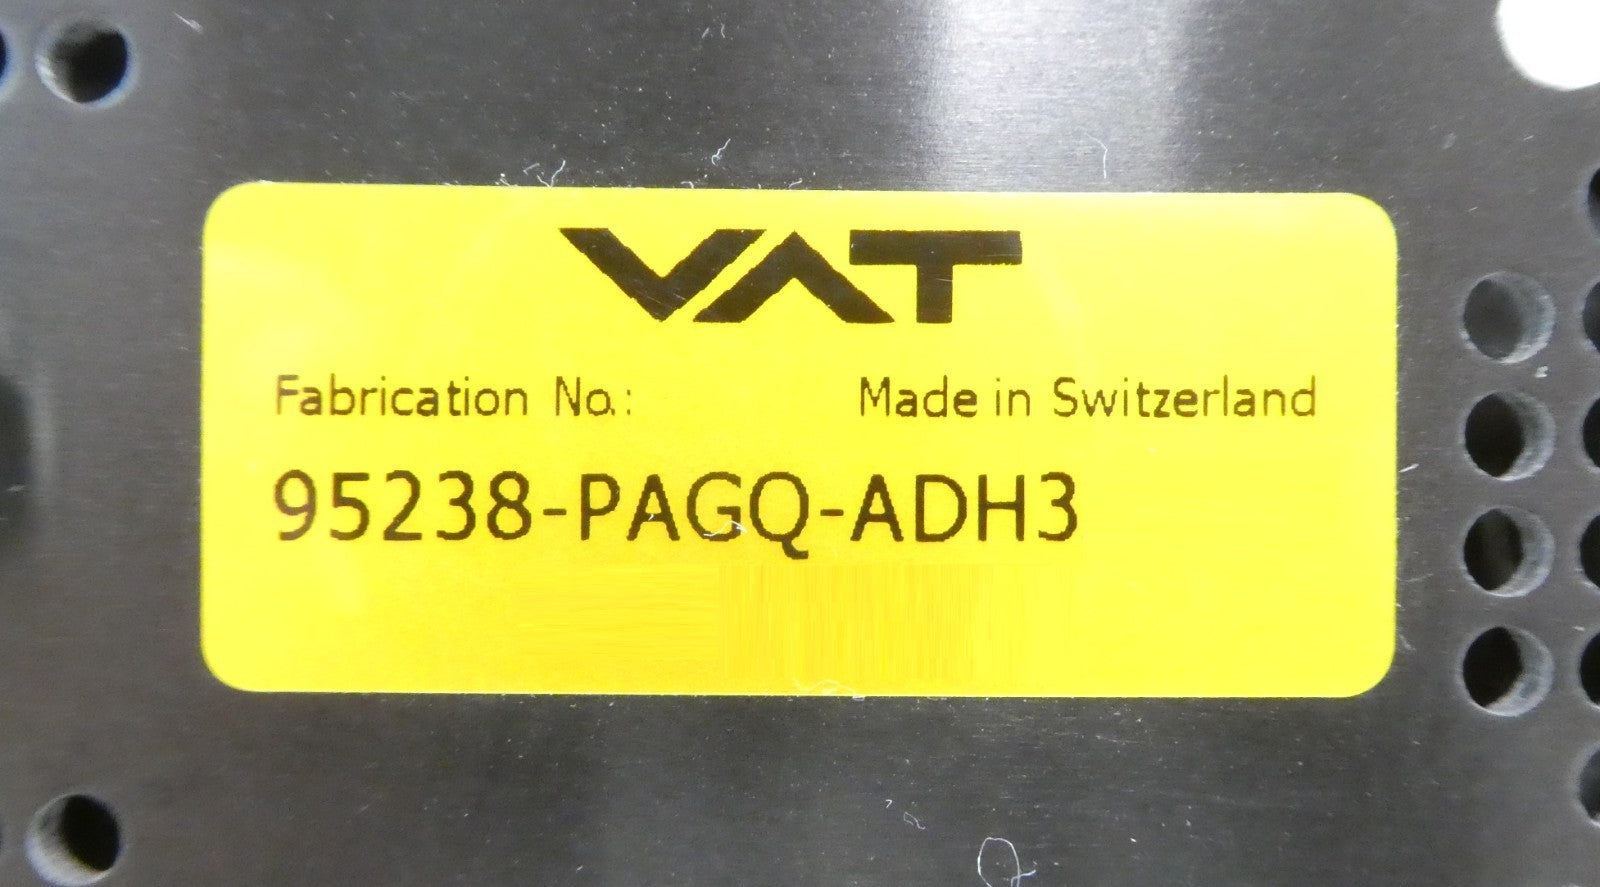 VAT
Fabrication No.: Made in Switzerland
95238-PAGQ-ADH3